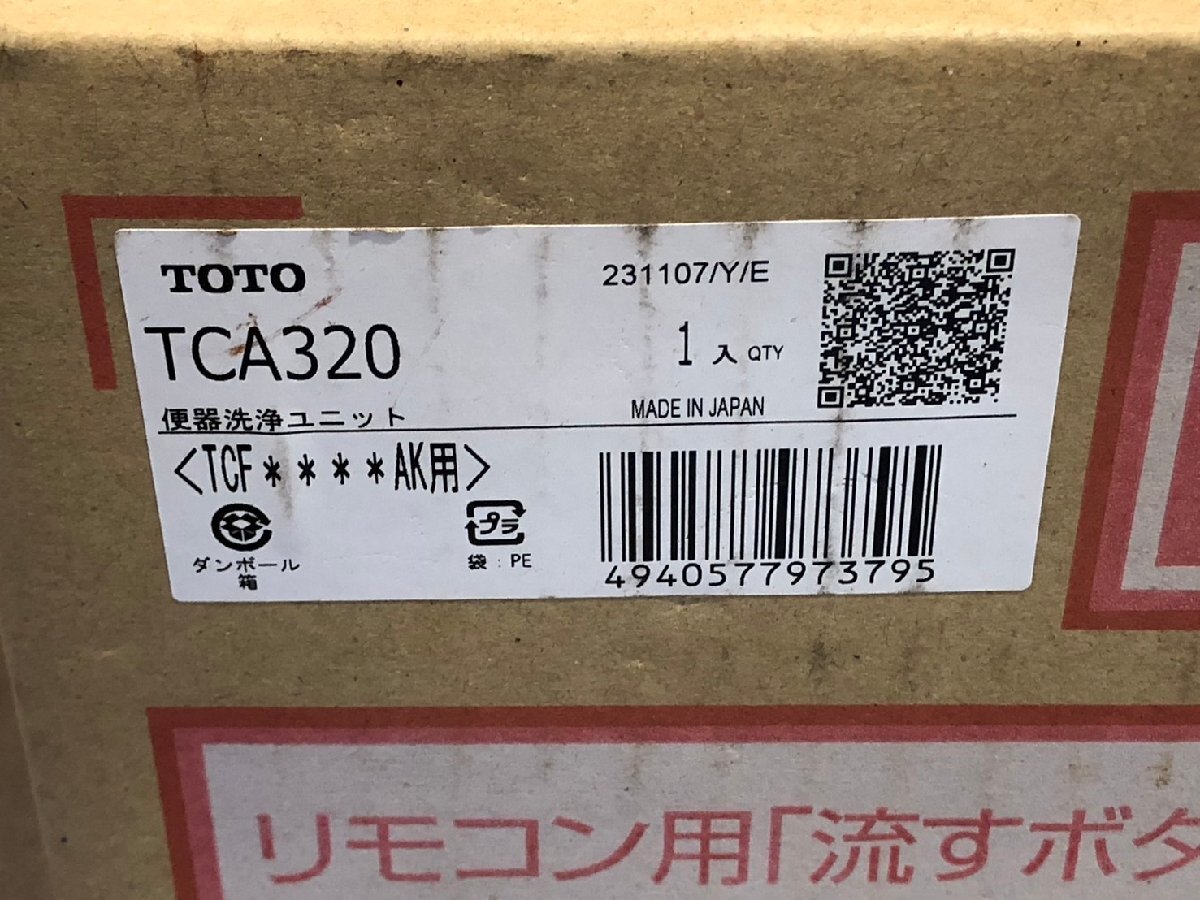 TOTO
231107/Y/E
TCA320
1 入 QTY
便器洗浄ユニット
MADE IN JAPAN
<TCF****AK用>
プラ
ダンボール
箱
袋:PE
4940577973795
リモコン用「流すボタ